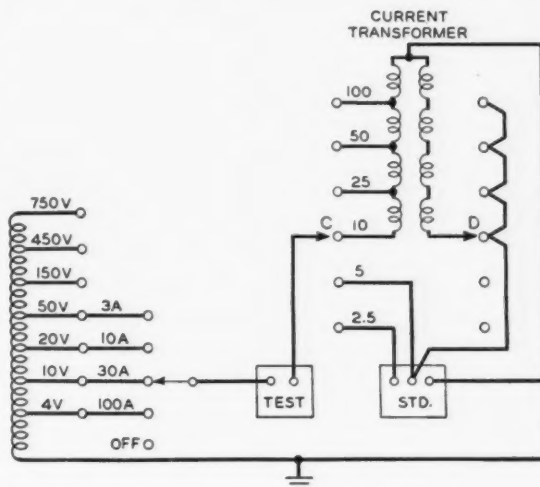 CURRENT
TRANSFORMER
100
50
25
C
10
D
5
2.5
750V
450V
150V
50V
3A
20V
10A
10V
30A
4V
100A
OFF
TEST
STD.